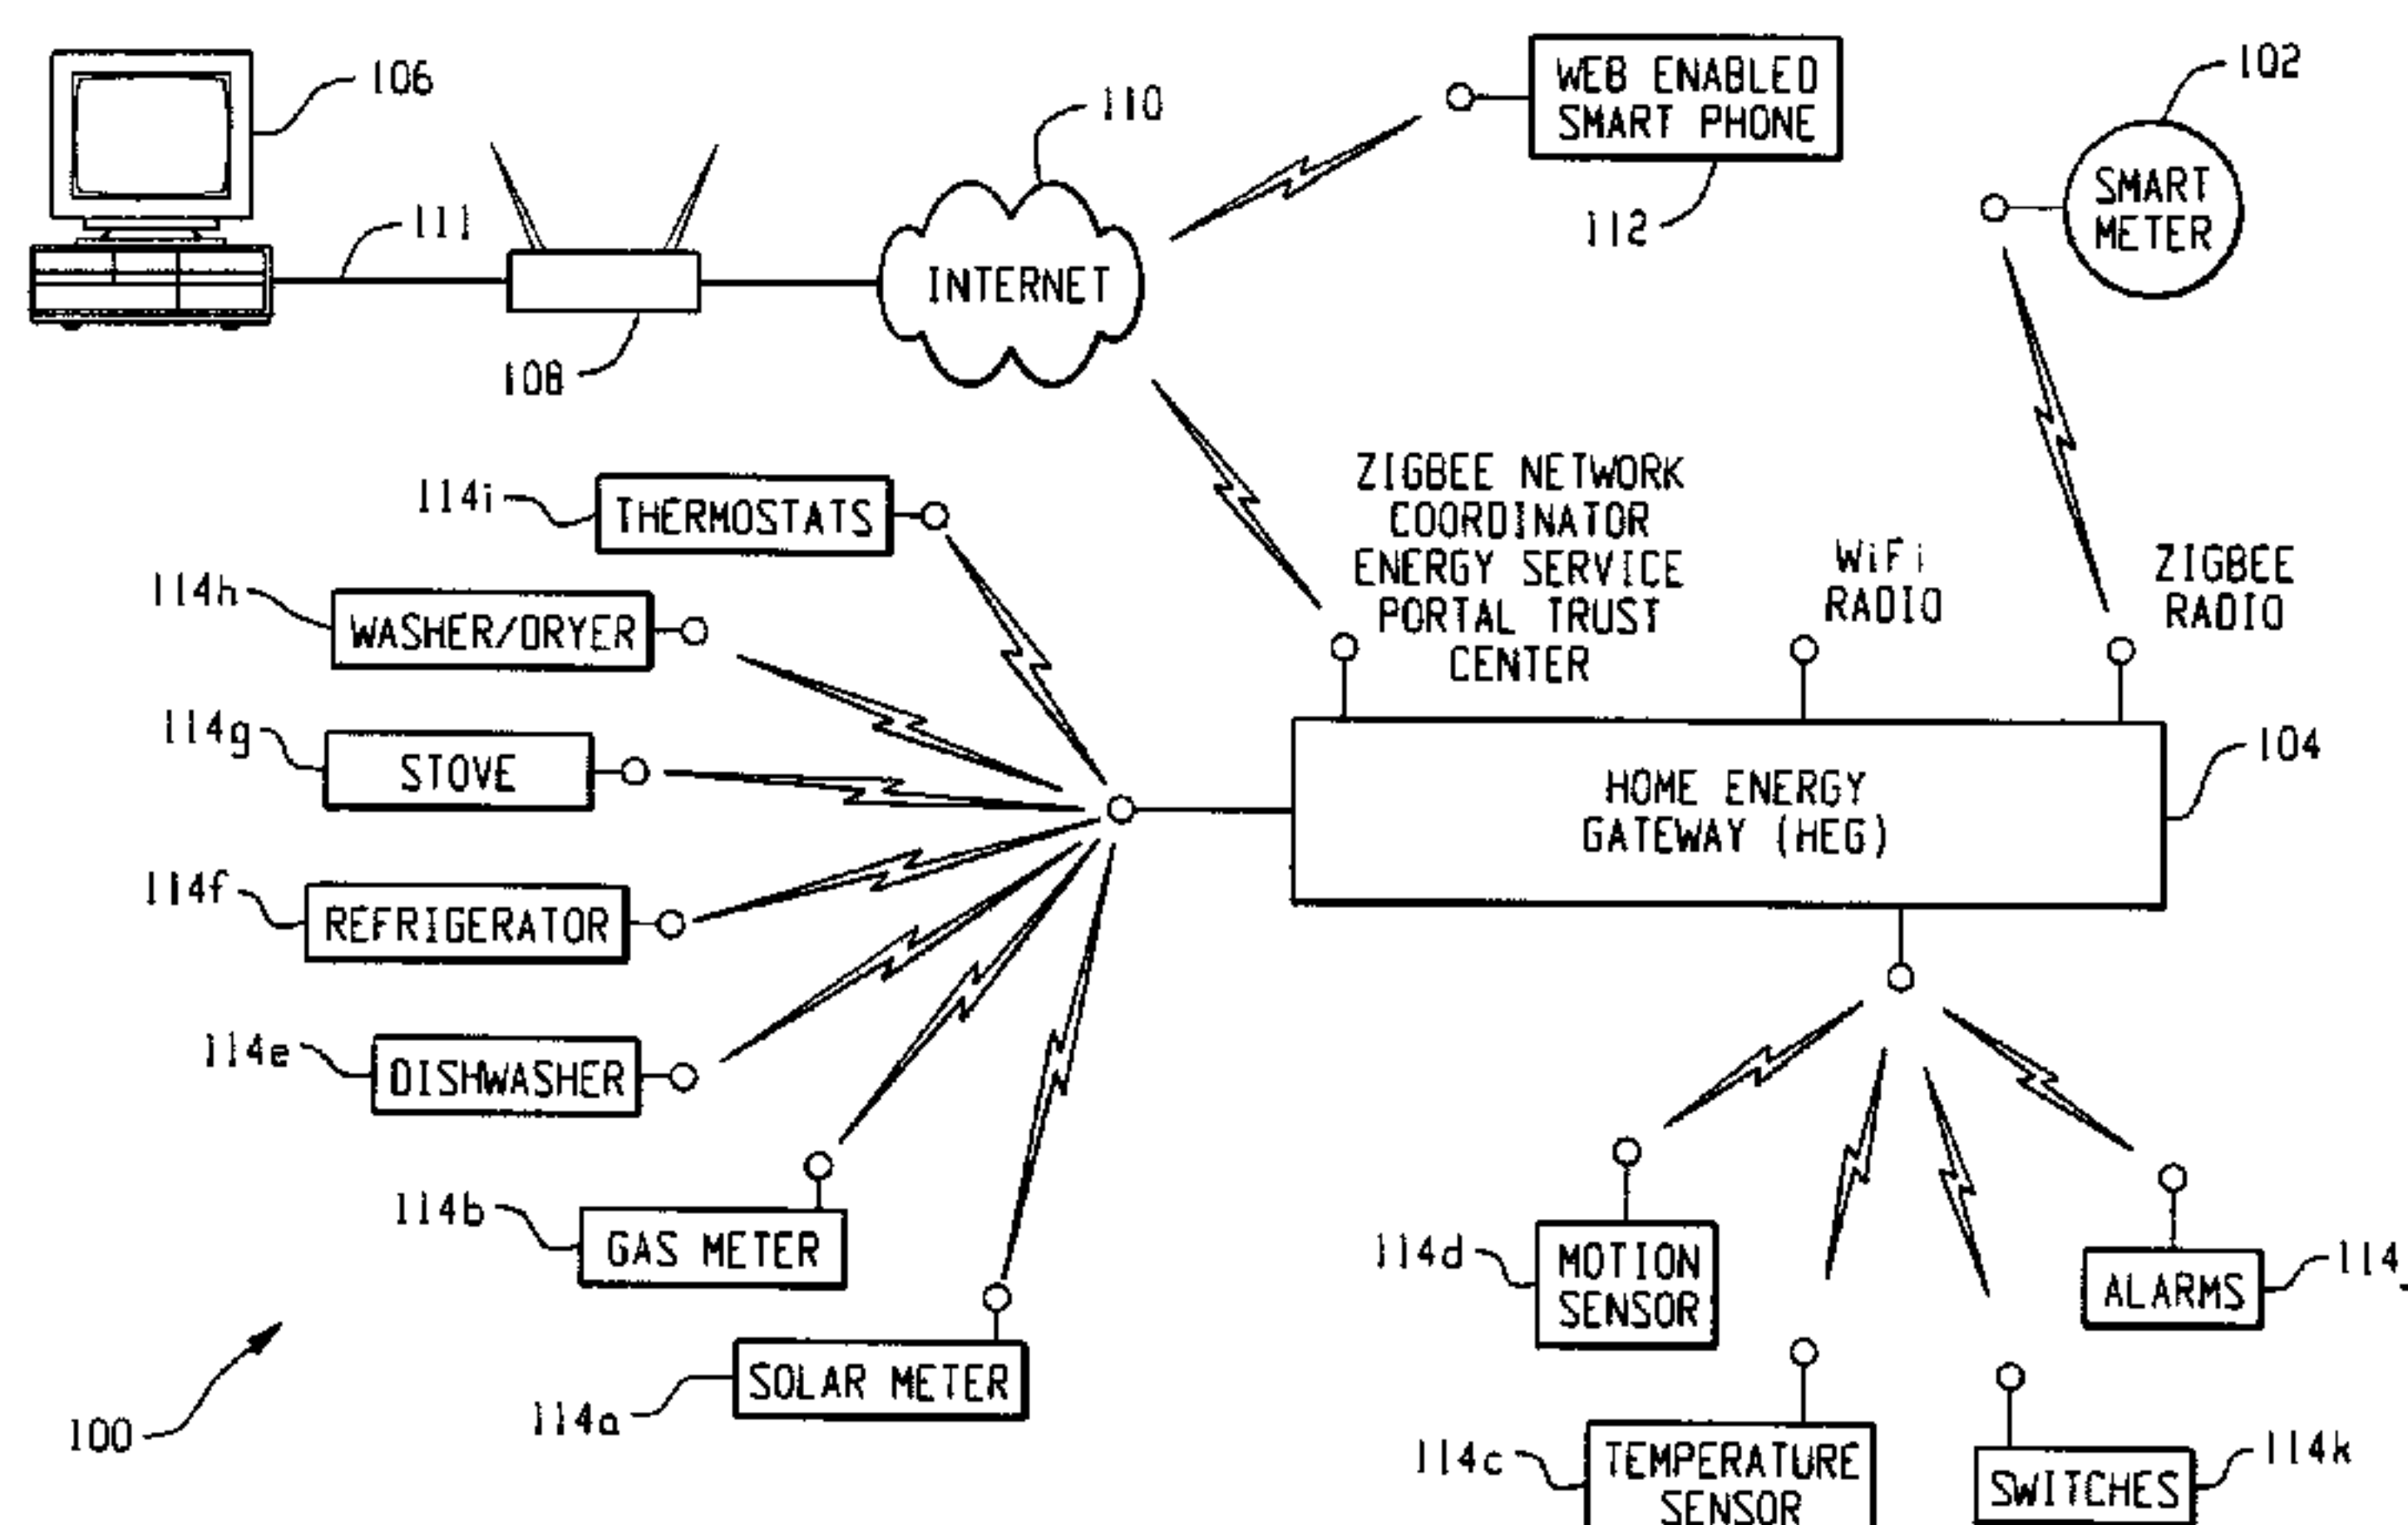 106
110
WEB ENABLED
SMART PHONE
102
111
112
SMART
METER
INTERNET
108
114i
THERMOSTATS
ZIGBEE NETWORK
COORDINATOR
ENERGY SERVICE
PORTAL TRUST
CENTER
WiFi
RADIO
ZIGBEE
RADIO
114h
WASHER/DRYER
114g
STOVE
104
HOME ENERGY
GATEWAY (HEG)
114f
REFRIGERATOR
114e
DISHWASHER
114b
GAS METER
114d
MOTION
SENSOR
114
ALARMS
SOLAR METER
114a
100
114c
TEMPERATURE
SENSOR
114k
SWITCHES